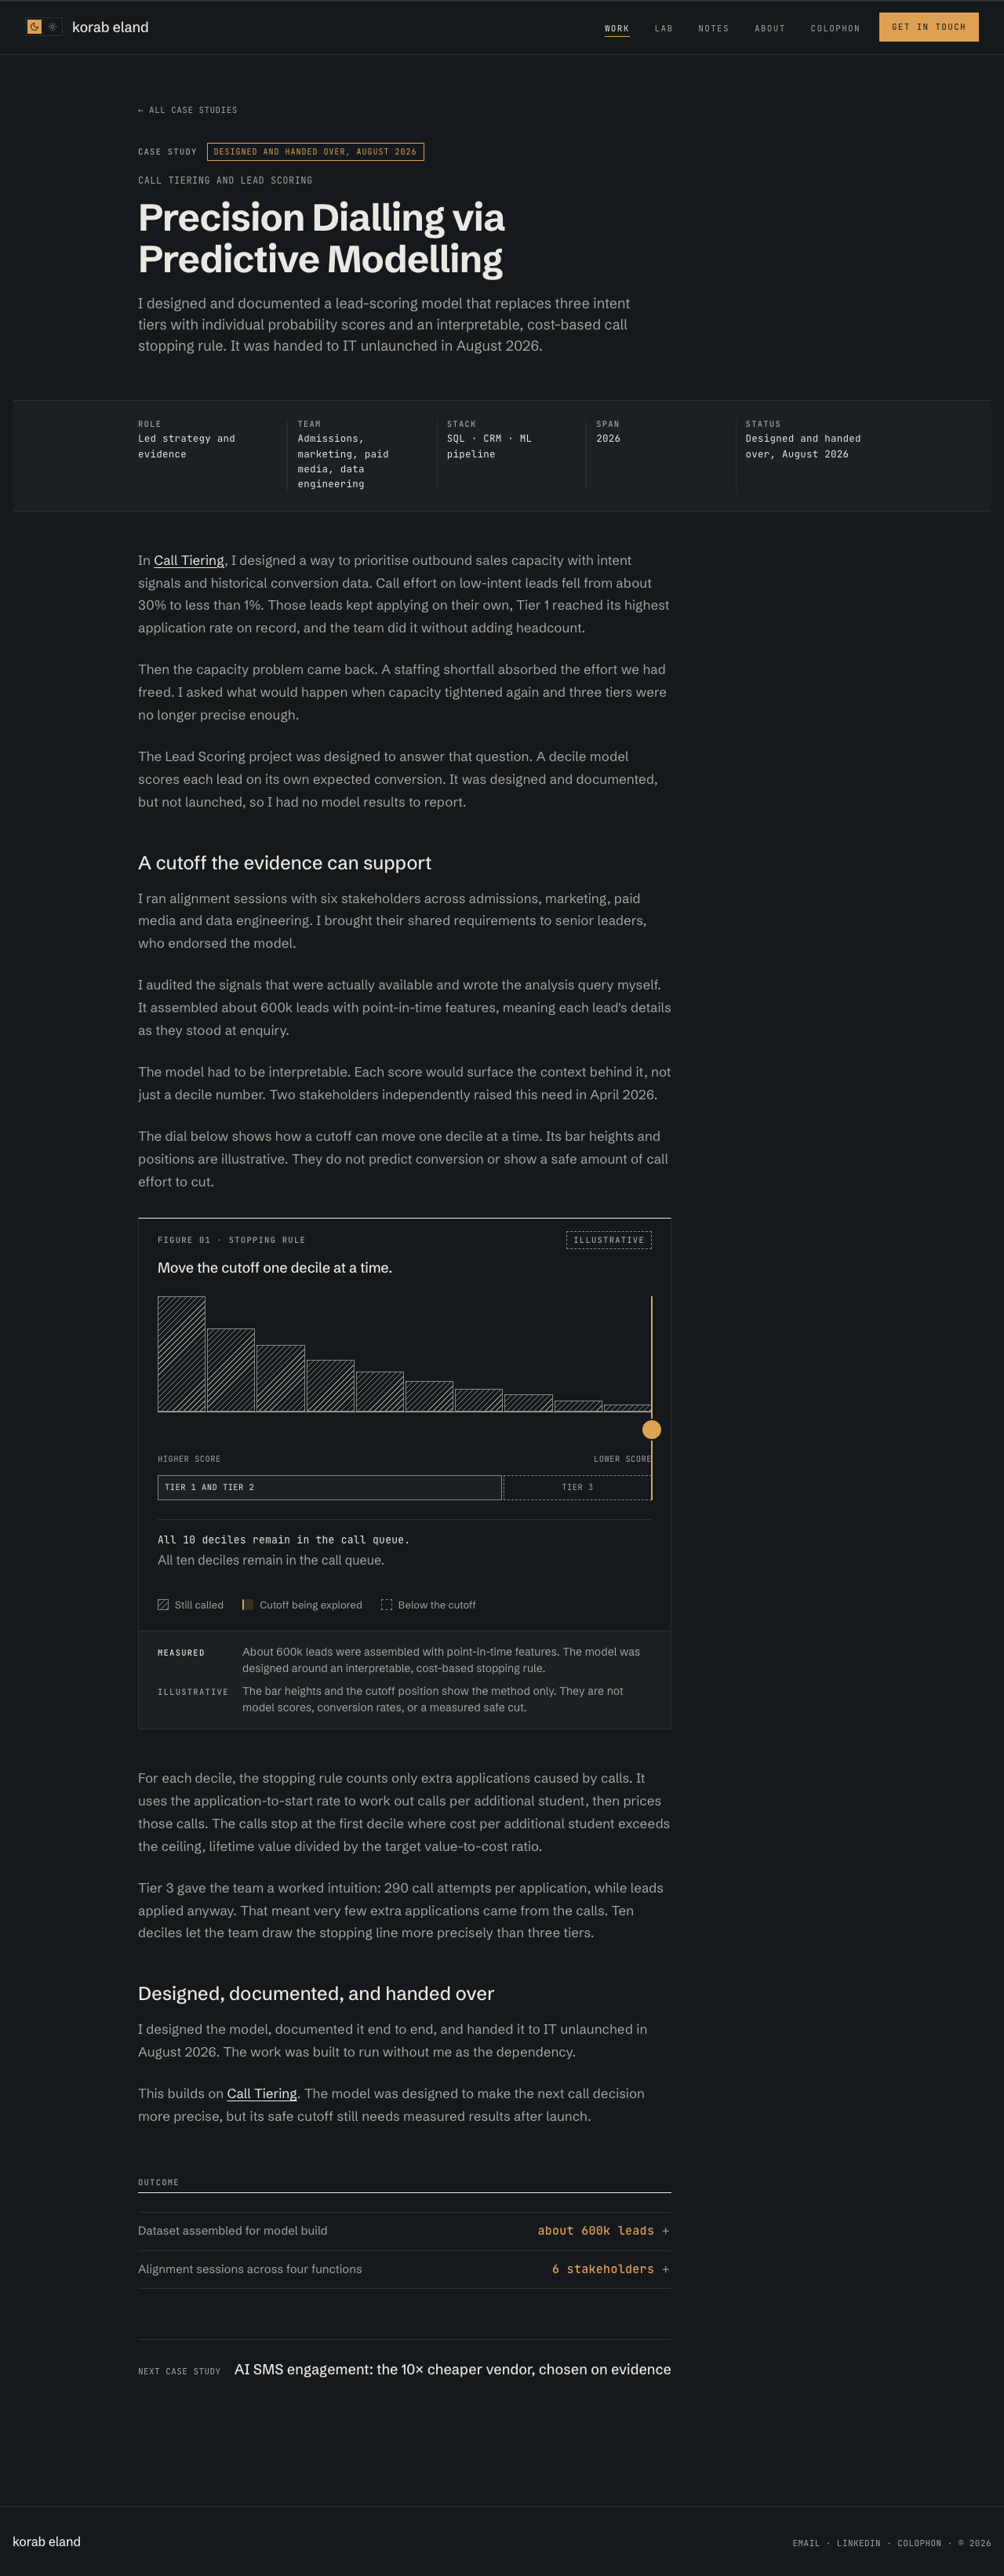 korab eland
WORK
LAB
NOTES
ABOUT
COLOPHON
GET IN TOUCH
← ALL CASE STUDIES
CASE STUDY
DESIGNED AND HANDED OVER, AUGUST 2026
CALL TIERING AND LEAD SCORING
Precision Dialling via
Predictive Modelling
I designed and documented a lead-scoring model that replaces three intent
tiers with individual probability scores and an interpretable, cost-based call
stopping rule. It was handed to IT unlaunched in August 2026.
ROLE
Led strategy and
evidence
TEAM
Admissions,
marketing, paid
media, data
engineering
STACK
SQL · CRM · ML
pipeline
SPAN
2026
STATUS
Designed and handed
over, August 2026
In Call Tiering, I designed a way to prioritise outbound sales capacity with intent
signals and historical conversion data. Call effort on low-intent leads fell from about
30% to less than 1%. Those leads kept applying on their own, Tier 1 reached its highest
application rate on record, and the team did it without adding headcount.
Then the capacity problem came back. A staffing shortfall absorbed the effort we had
freed. I asked what would happen when capacity tightened again and three tiers were
no longer precise enough.
The Lead Scoring project was designed to answer that question. A decile model
scores each lead on its own expected conversion. It was designed and documented,
but not launched, so I had no model results to report.
A cutoff the evidence can support
I ran alignment sessions with six stakeholders across admissions, marketing, paid
media and data engineering. I brought their shared requirements to senior leaders,
who endorsed the model.
I audited the signals that were actually available and wrote the analysis query myself.
It assembled about 600k leads with point-in-time features, meaning each lead's details
as they stood at enquiry.
The model had to be interpretable. Each score would surface the context behind it, not
just a decile number. Two stakeholders independently raised this need in April 2026.
The dial below shows how a cutoff can move one decile at a time. Its bar heights and
positions are illustrative. They do not predict conversion or show a safe amount of call
effort to cut.
FIGURE 01 · STOPPING RULE
ILLUSTRATIVE
Move the cutoff one decile at a time.
HIGHER SCORE
LOWER SCORE
TIER 1 AND TIER 2
TIER 3
All 10 deciles remain in the call queue.
All ten deciles remain in the call queue.
Still called
Cutoff being explored
Below the cutoff
MEASURED
About 600k leads were assembled with point-in-time features. The model was
designed around an interpretable, cost-based stopping rule.
ILLUSTRATIVE
The bar heights and the cutoff position show the method only. They are not
model scores, conversion rates, or a measured safe cut.
For each decile, the stopping rule counts only extra applications caused by calls. It
uses the application-to-start rate to work out calls per additional student, then prices
those calls. The calls stop at the first decile where cost per additional student exceeds
the ceiling, lifetime value divided by the target value-to-cost ratio.
Tier 3 gave the team a worked intuition: 290 call attempts per application, while leads
applied anyway. That meant very few extra applications came from the calls. Ten
deciles let the team draw the stopping line more precisely than three tiers.
Designed, documented, and handed over
I designed the model, documented it end to end, and handed it to IT unlaunched in
August 2026. The work was built to run without me as the dependency.
This builds on Call Tiering. The model was designed to make the next call decision
more precise, but its safe cutoff still needs measured results after launch.
OUTCOME
Dataset assembled for model build
about 600k leads +
Alignment sessions across four functions
6 stakeholders +
NEXT CASE STUDY
AI SMS engagement: the 10× cheaper vendor, chosen on evidence
korab eland
EMAIL · LINKEDIN · COLOPHON · © 2026